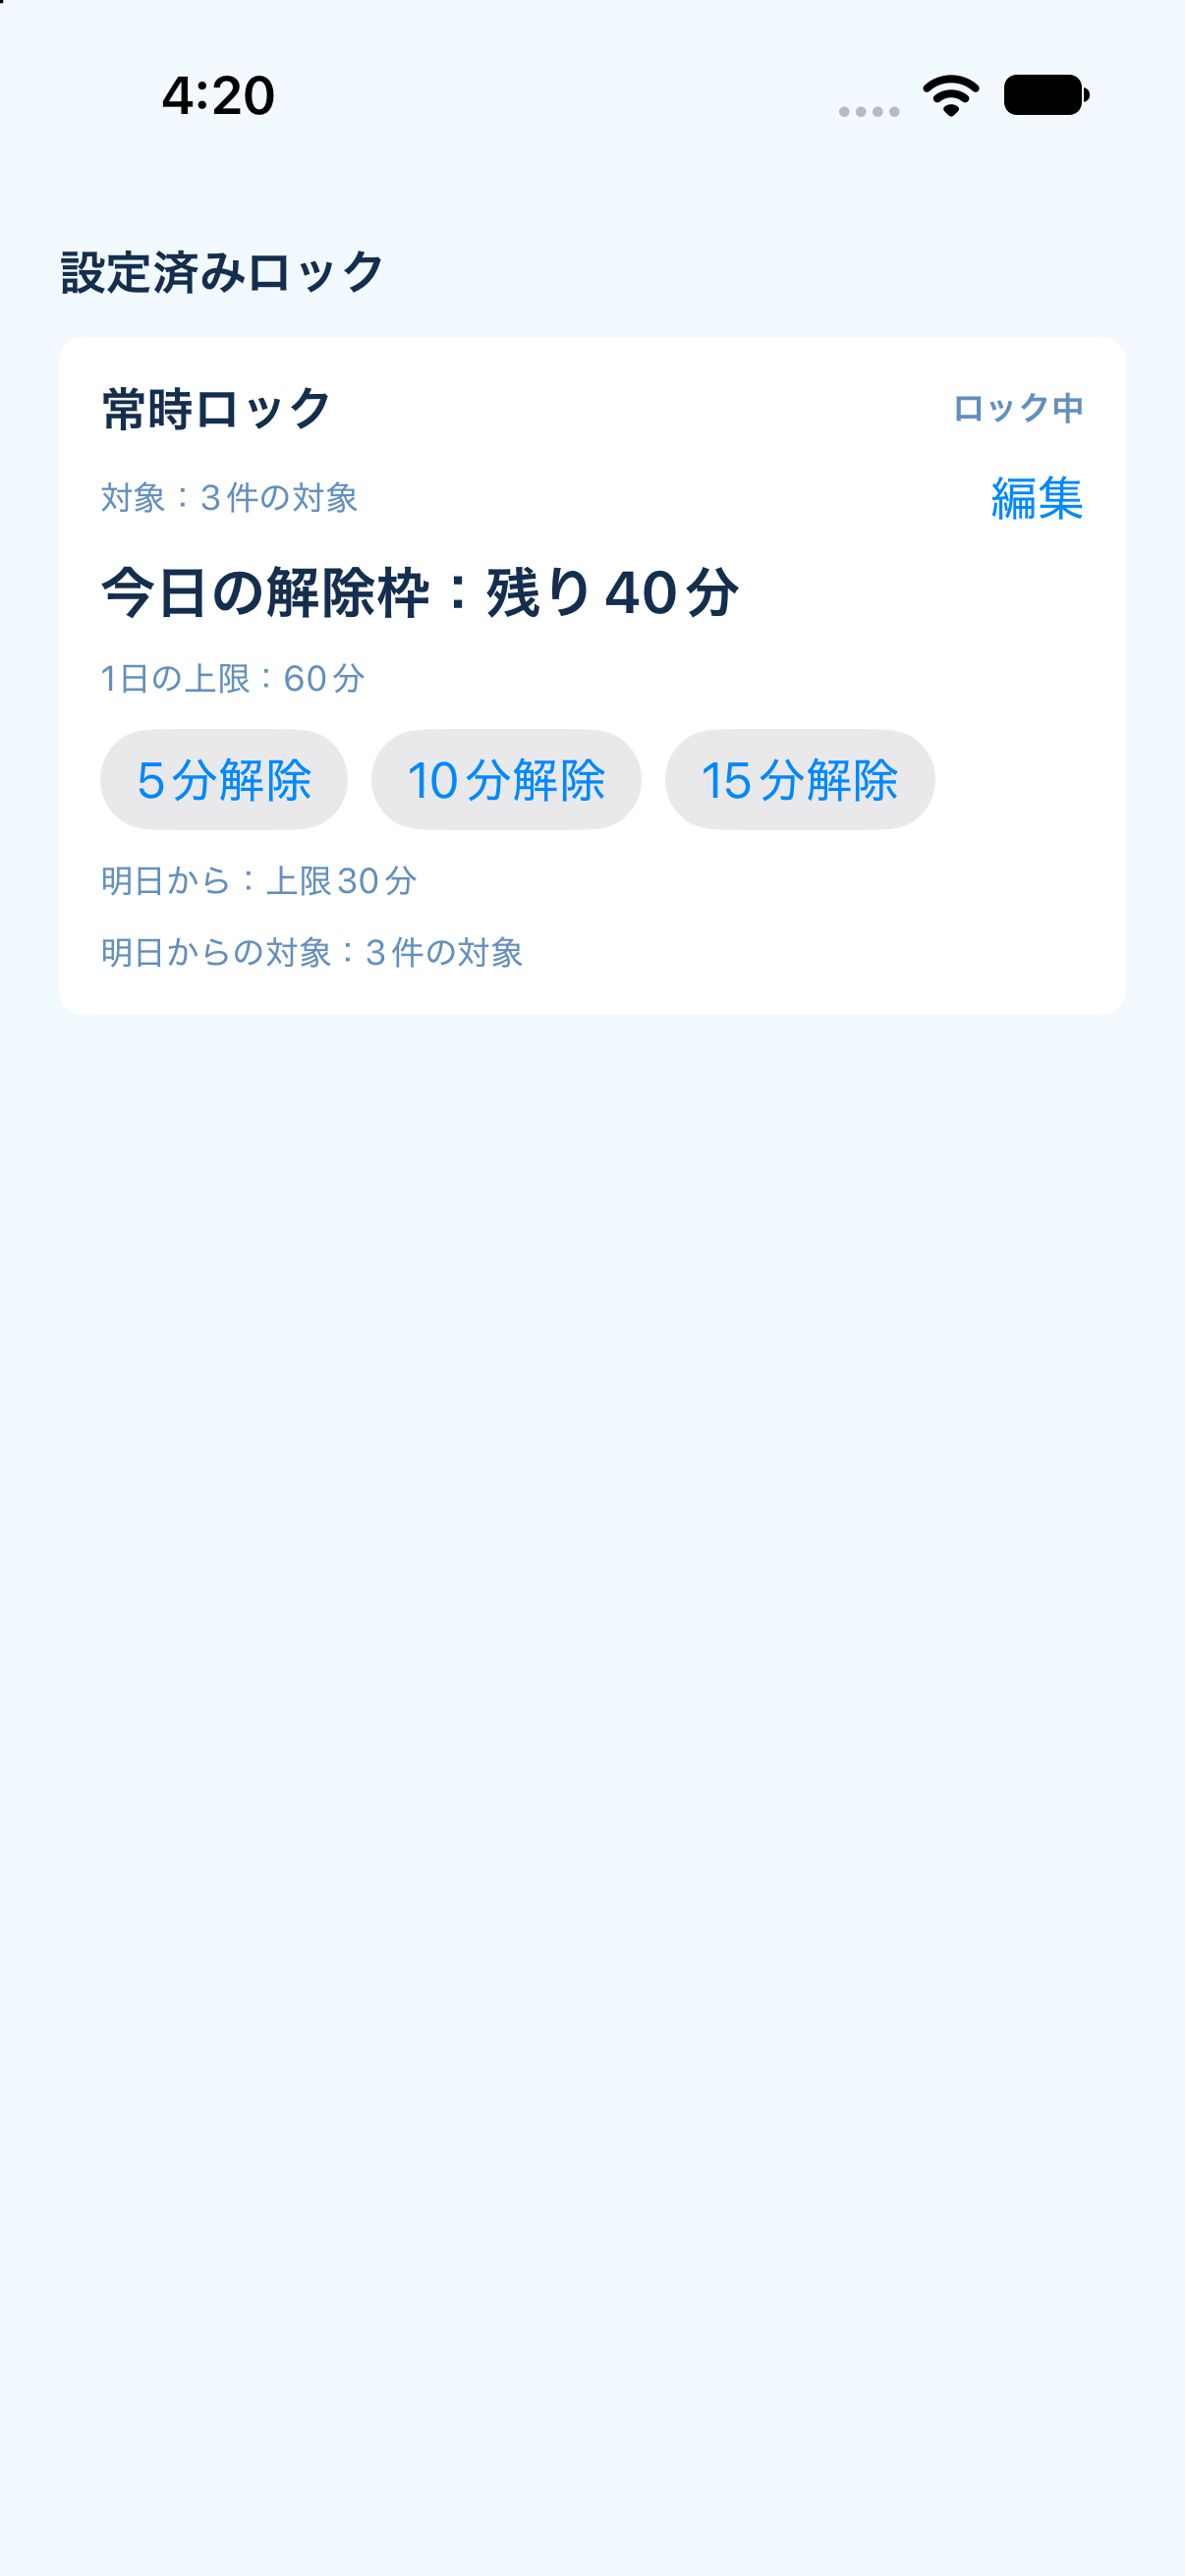 4:20
設定済みロック
常時ロック
ロック中
対象：3件の対象
編集
今日の解除枠：残り40分
1日の上限：60分
5分解除
10分解除
15分解除
明日から：上限30分
明日からの対象：3件の対象